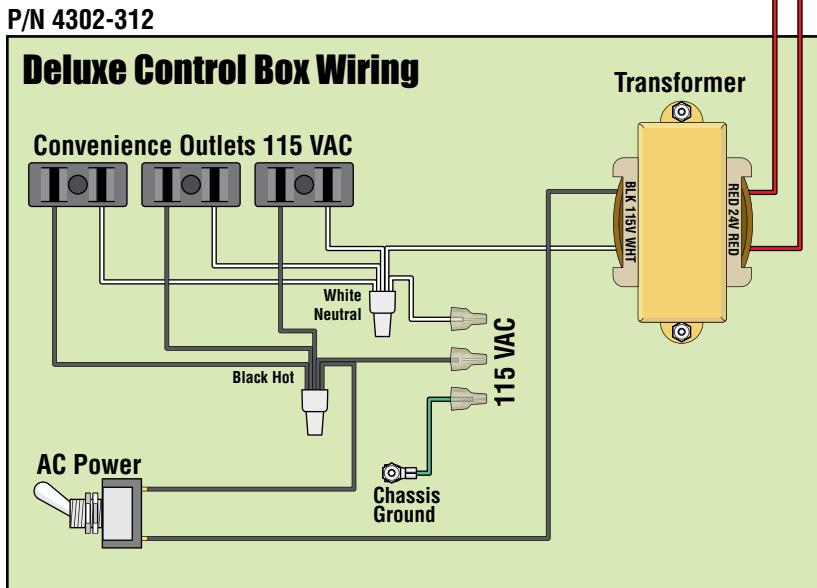 P/N 4302-312
Deluxe Control Box Wiring
Transformer
Convenience Outlets 115 VAC
BLK 115V WHT
RED 24V RED
White
Neutral
115 VAC
Black Hot
AC Power
Chassis
Ground